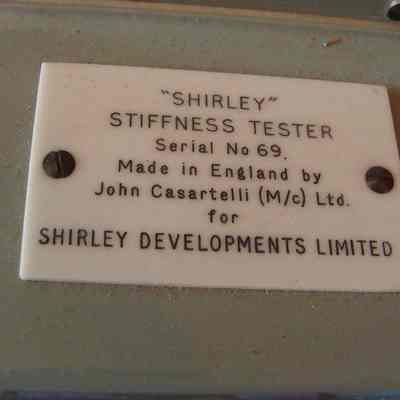 "SHIRLEY"
STIFFNESS TESTER
Serial No 69.
Made in England by
John Casartelli (M/c) Ltd.
for
SHIRLEY DEVELOPMENTS LIMITED